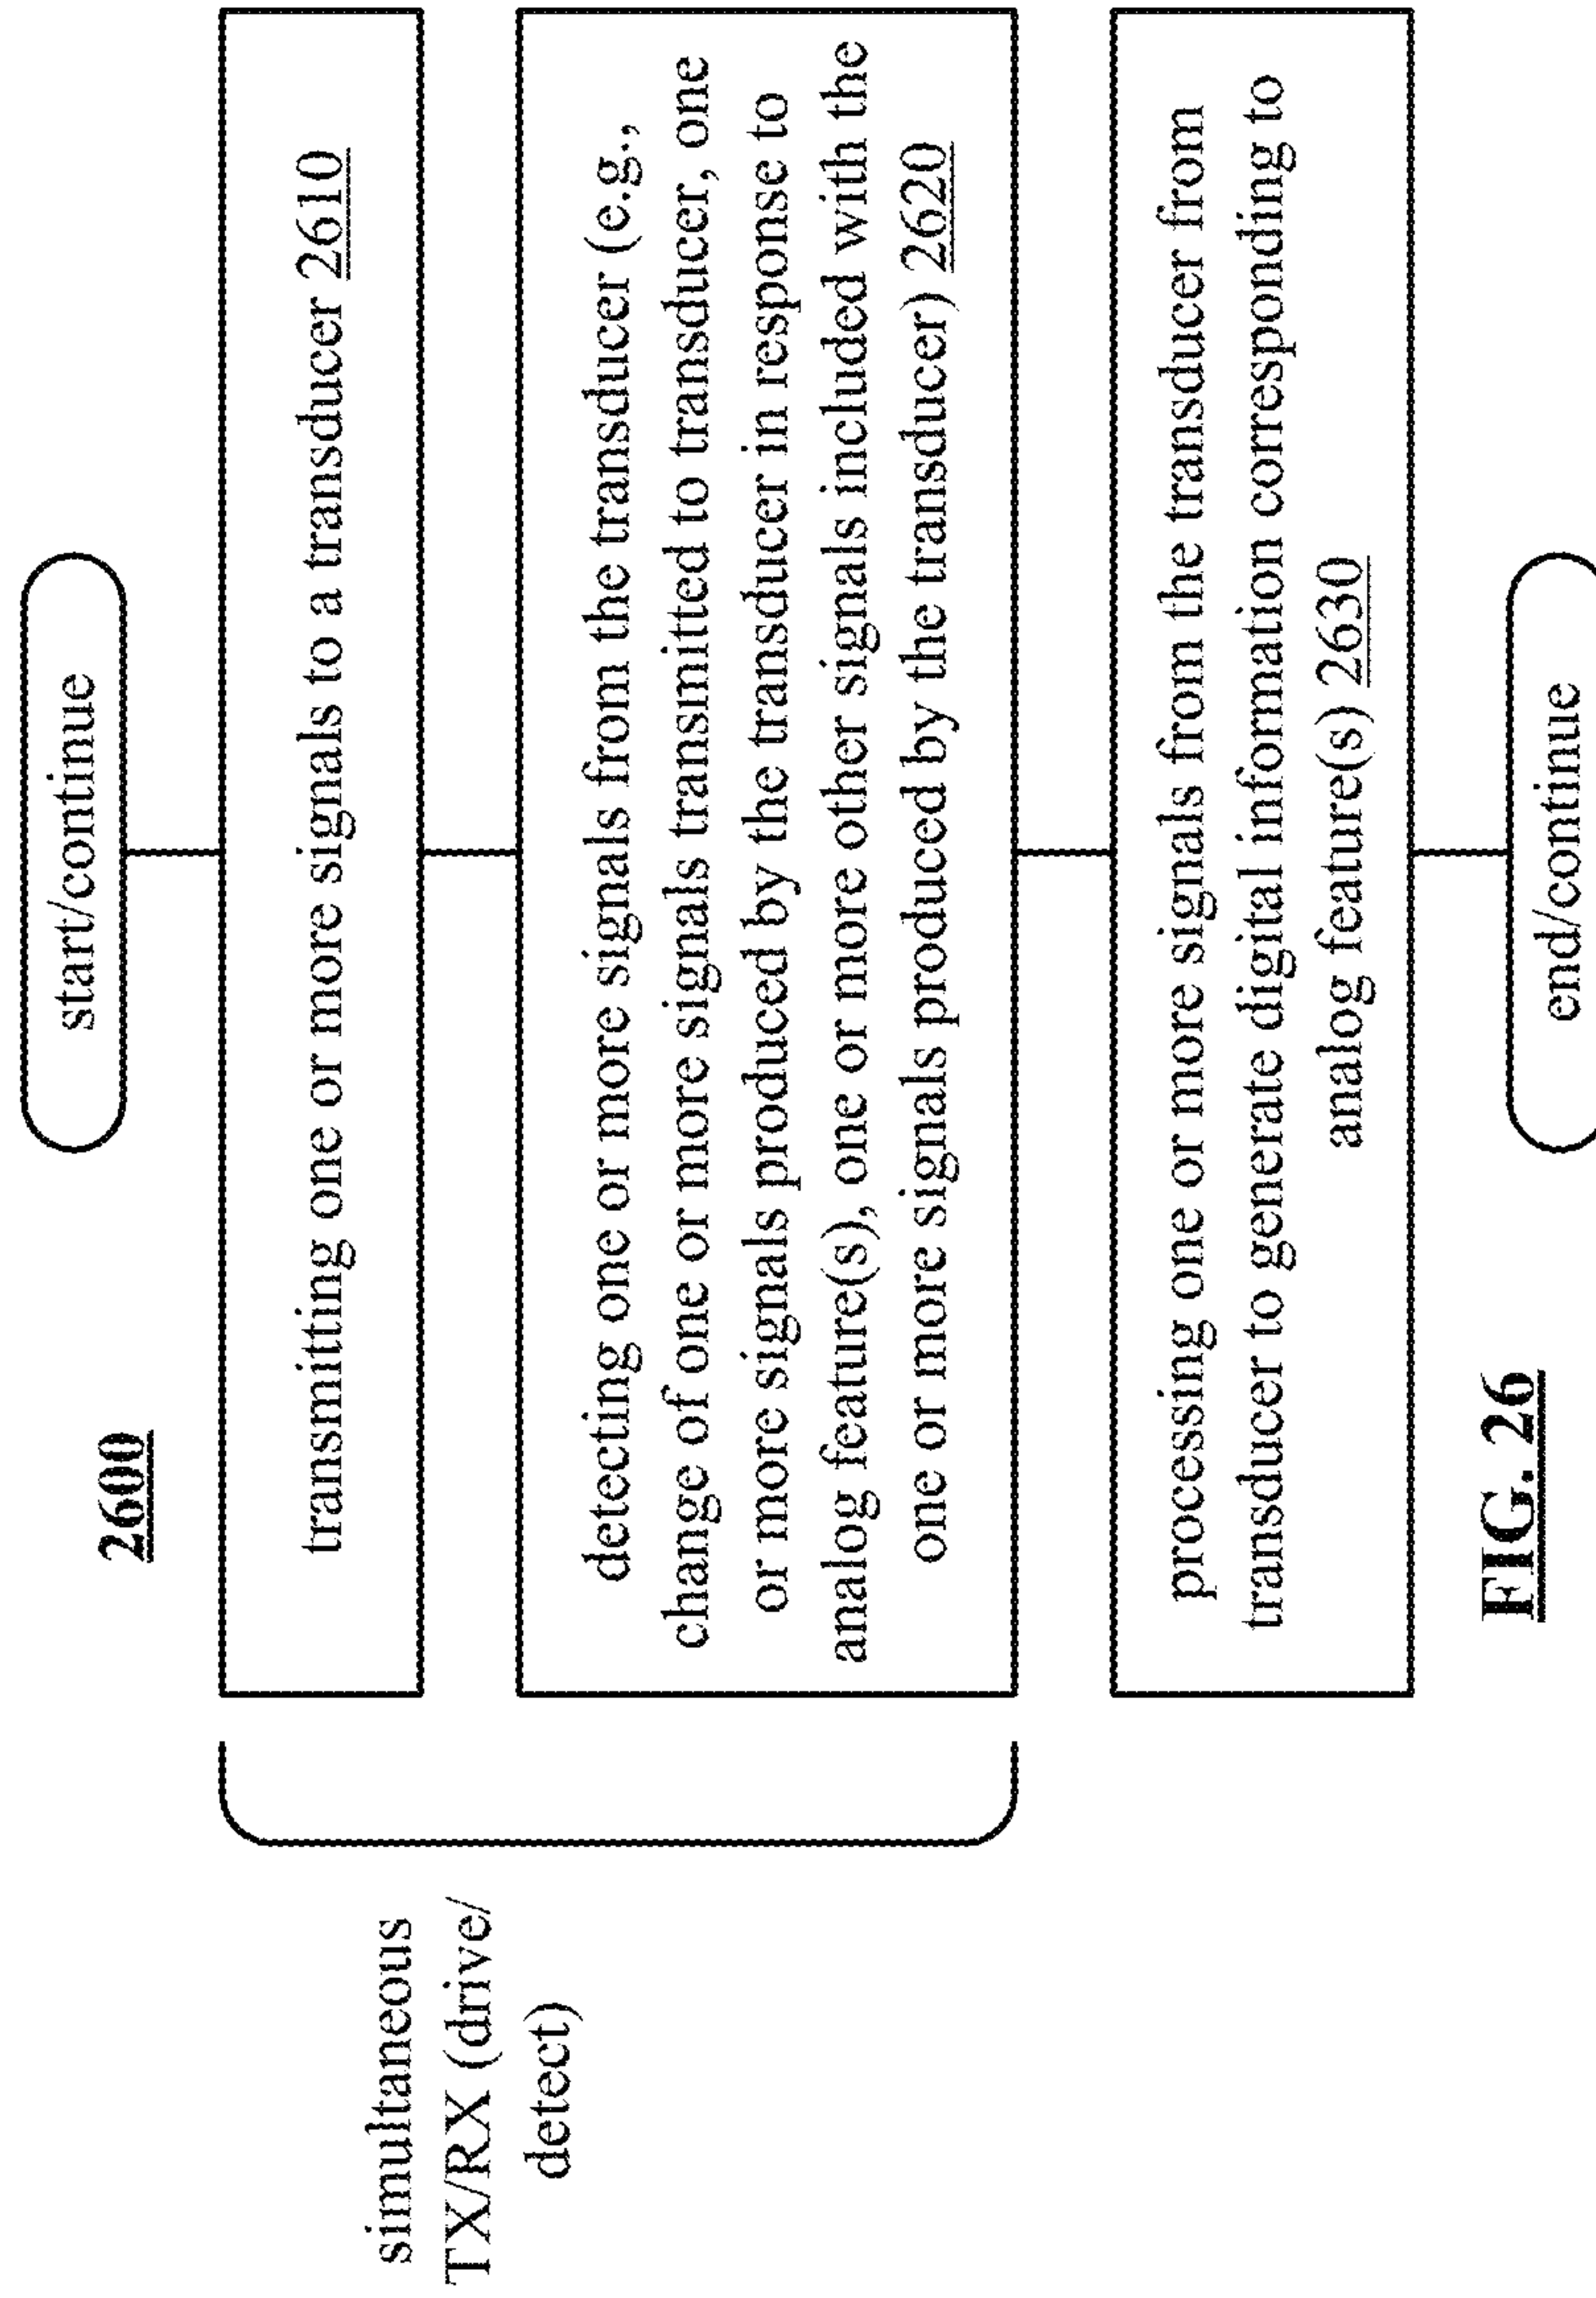 2600
start/continue
transmitting one or more signals to a transducer 2610
simultaneous
TX/RX (drive/
detect)
detecting one or more signals from the transducer (e.g.,
change of one or more signals transmitted to transducer, one
or more signals produced by the transducer in response to
analog feature(s), one or more other signals included with the
one or more signals produced by the transducer) 2620
processing one or more signals from the transducer from
transducer to generate digital information corresponding to
analog feature(s) 2630
end/continue
FIG. 26